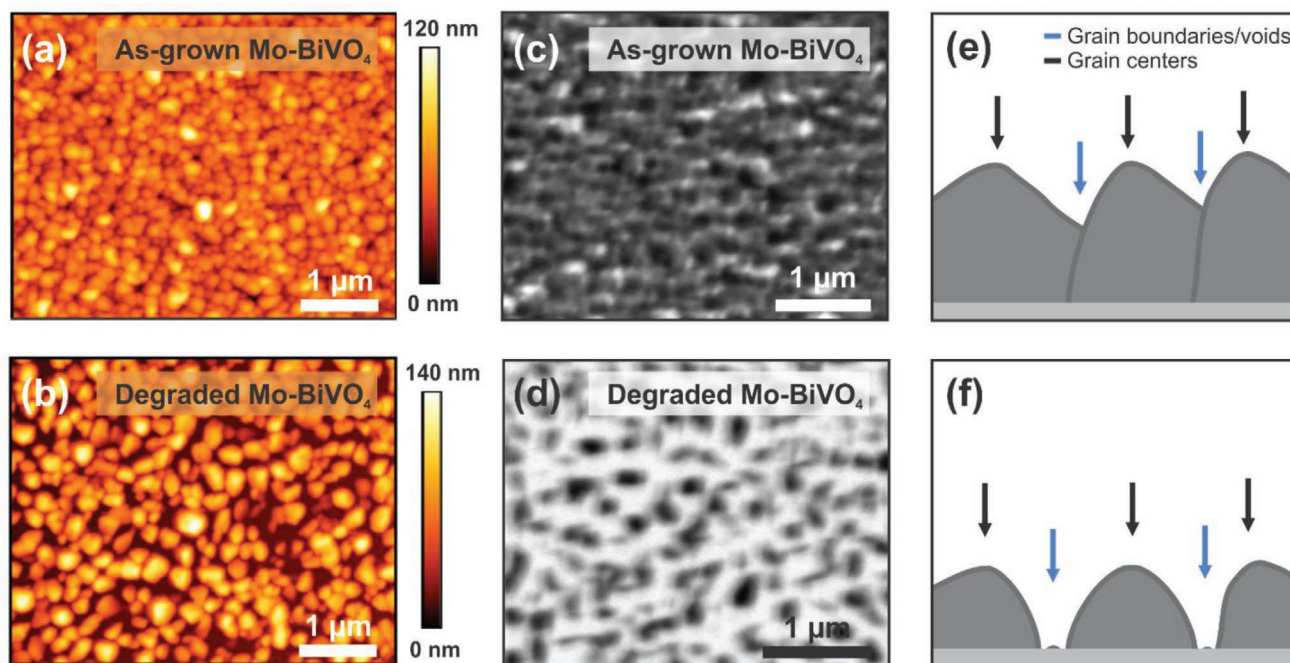 (a) As-grown Mo-BiVO₄
120 nm
1 µm
0 nm
(c) As-grown Mo-BiVO₄
1 µm
(e)
Grain boundaries/voids
Grain centers
(b) Degraded Mo-BiVO₄
140 nm
1 µm
0 nm
(d) Degraded Mo-BiVO₄
1 µm
(f)